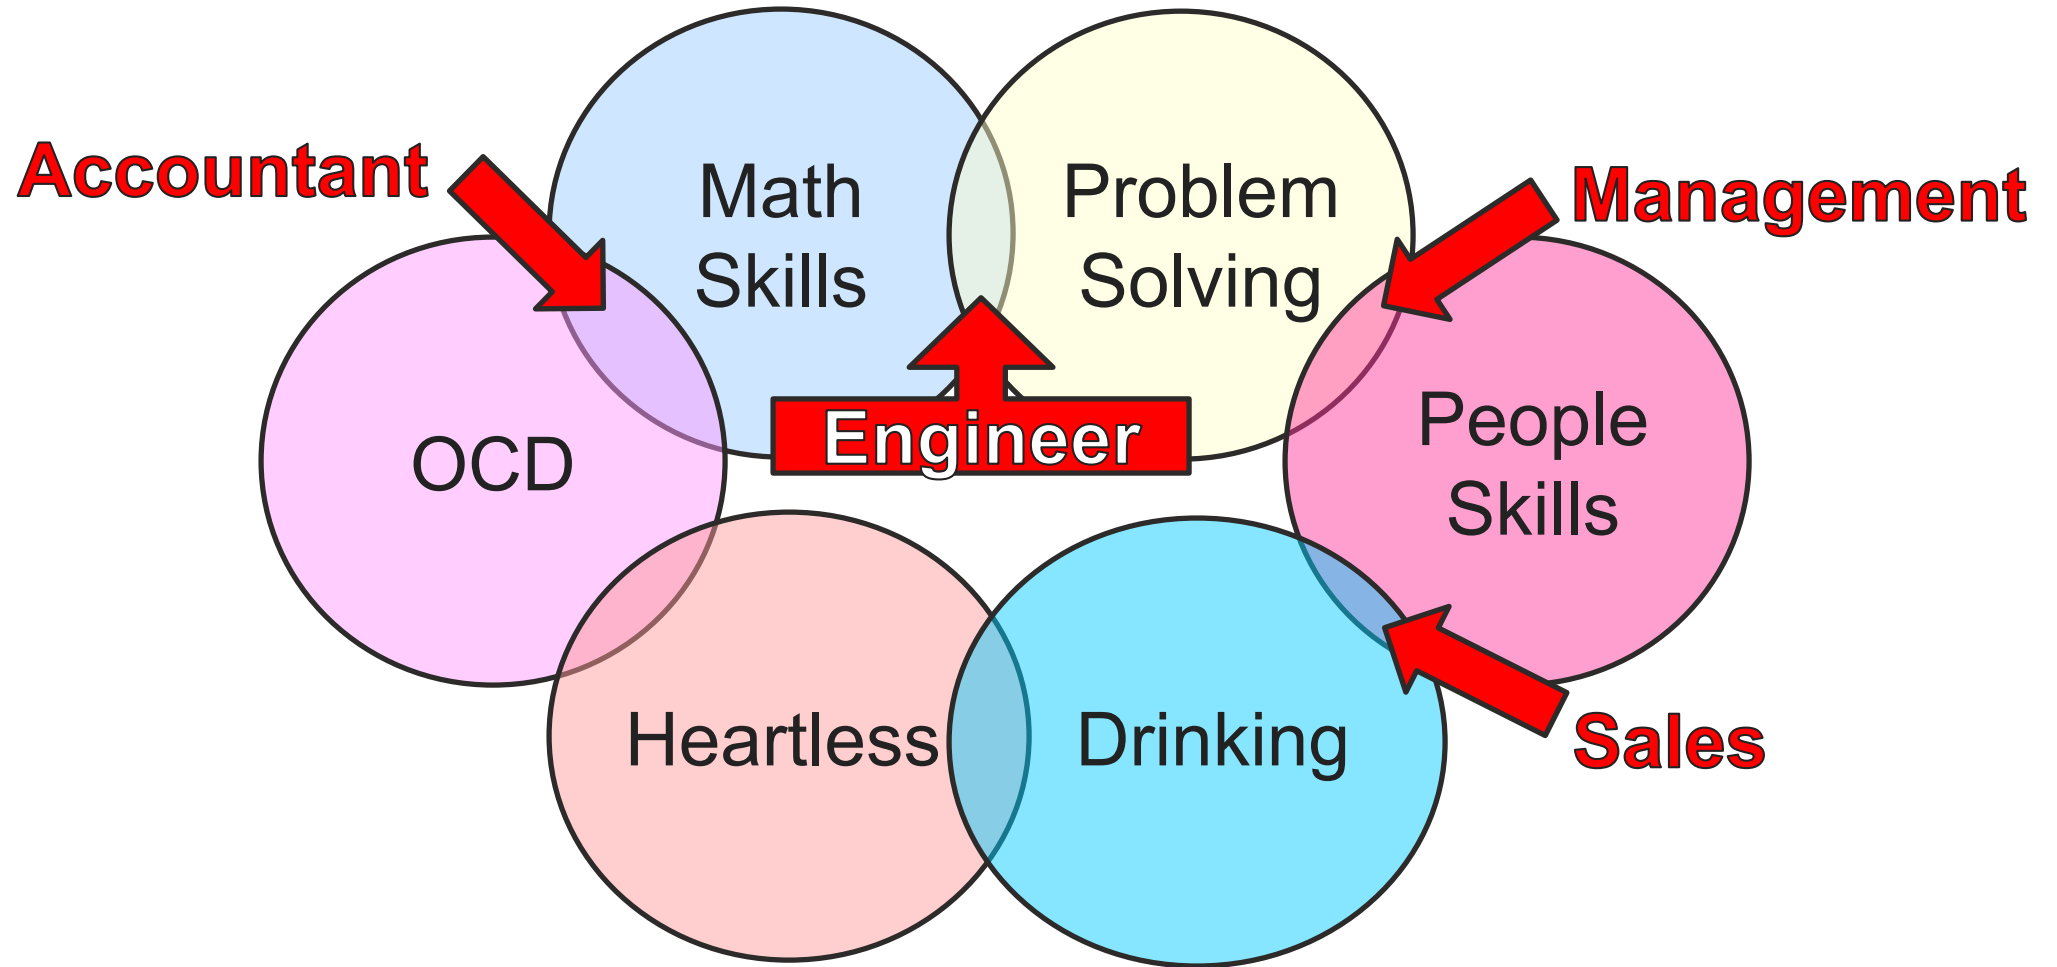 Accountant
Math
Skills
Problem
Solving
Management
OCD
Engineer
People
Skills
Heartless
Drinking
Sales